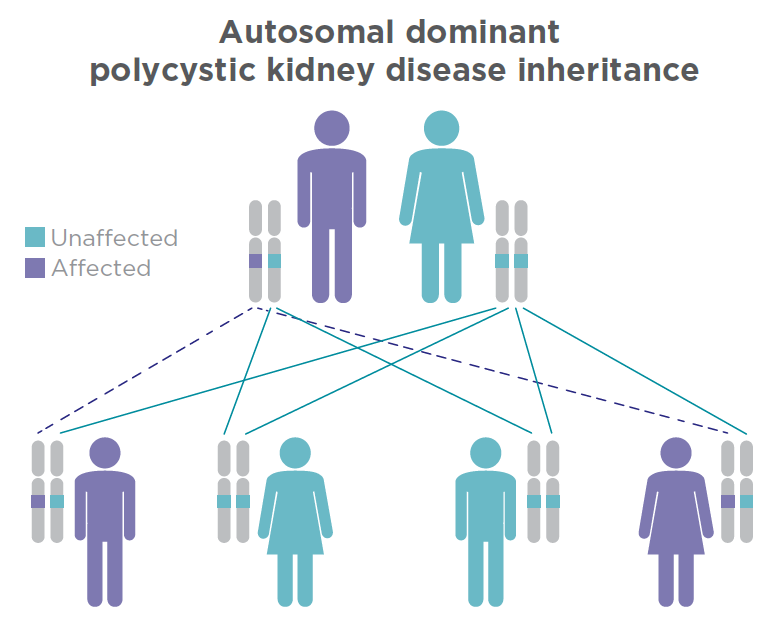 Autosomal dominant
polycystic kidney disease inheritance
Unaffected
Affected